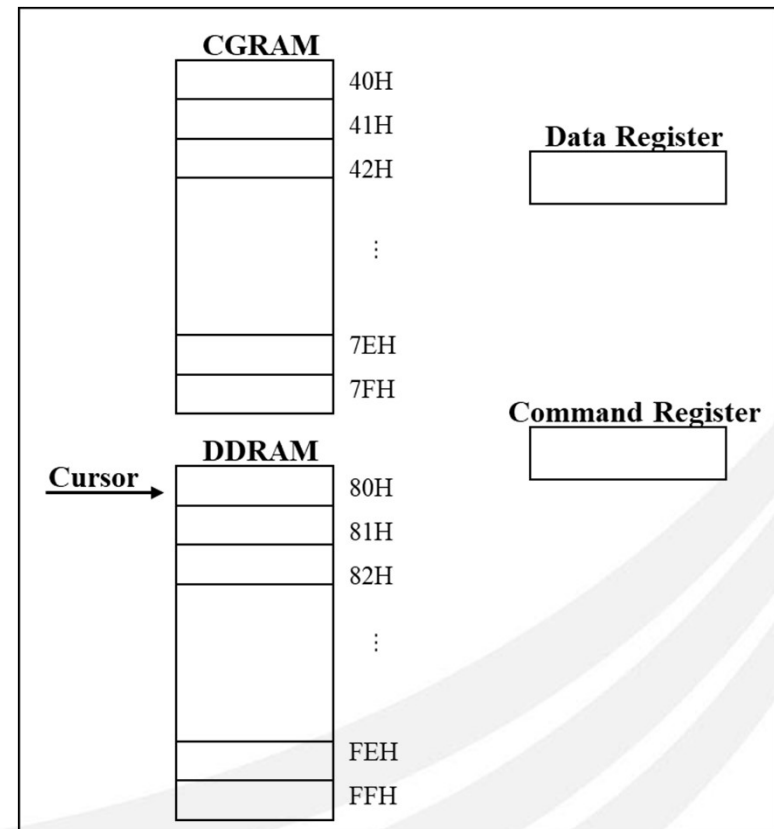 CGRAM
40H
41H
42H
⋮
7EH
7FH
DDRAM
Cursor
80H
81H
82H
⋮
FEH
FFH
Data Register
Command Register